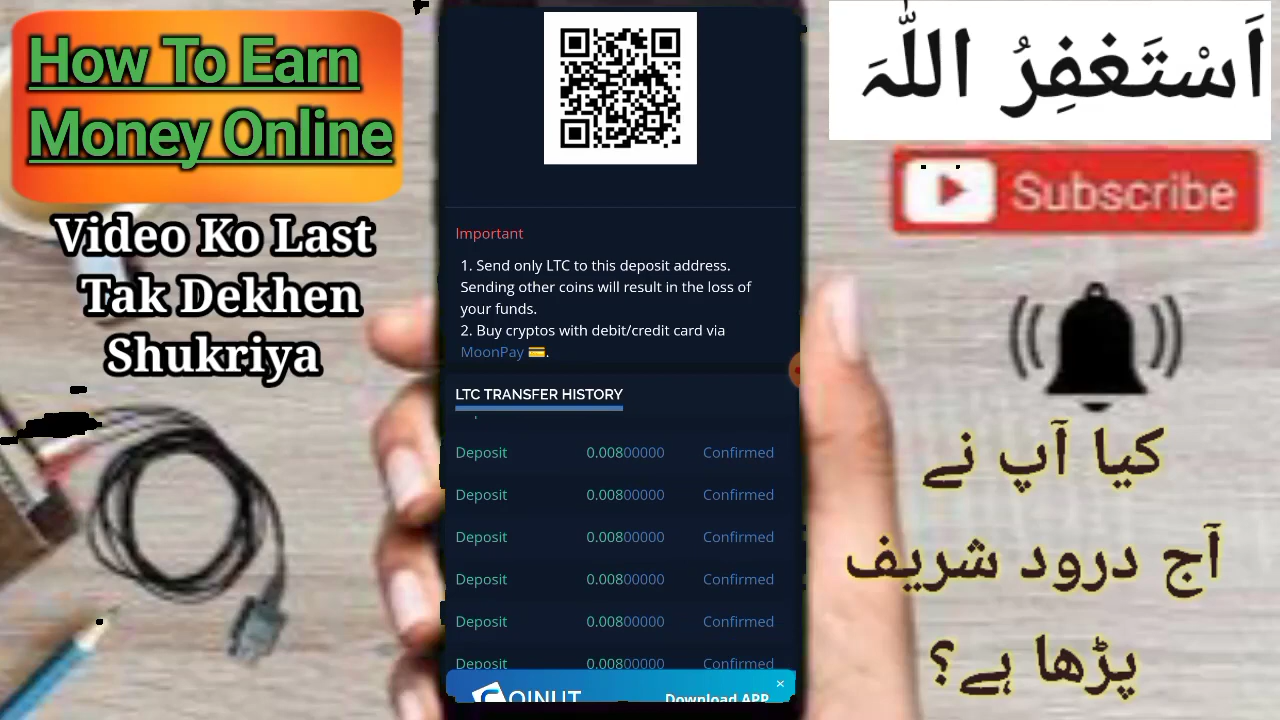 How To Earn
Money Online
Video Ko Last
Tak Dekhen
Shukriya
Important
1. Send only LTC to this deposit address.
Sending other coins will result in the loss of
your funds.
2. Buy cryptos with debit/credit card via
MoonPay 💳.
LTC TRANSFER HISTORY
Deposit 0.00800000 Confirmed
Deposit 0.00800000 Confirmed
Deposit 0.00800000 Confirmed
Deposit 0.00800000 Confirmed
Deposit 0.00800000 Confirmed
Deposit 0.00800000 Confirmed
COINUT Download APP
اَسْتَغفِرُ اللّٰہَ
Subscribe
کیا آپ نے
آج درود شریف
پڑھا ہے؟